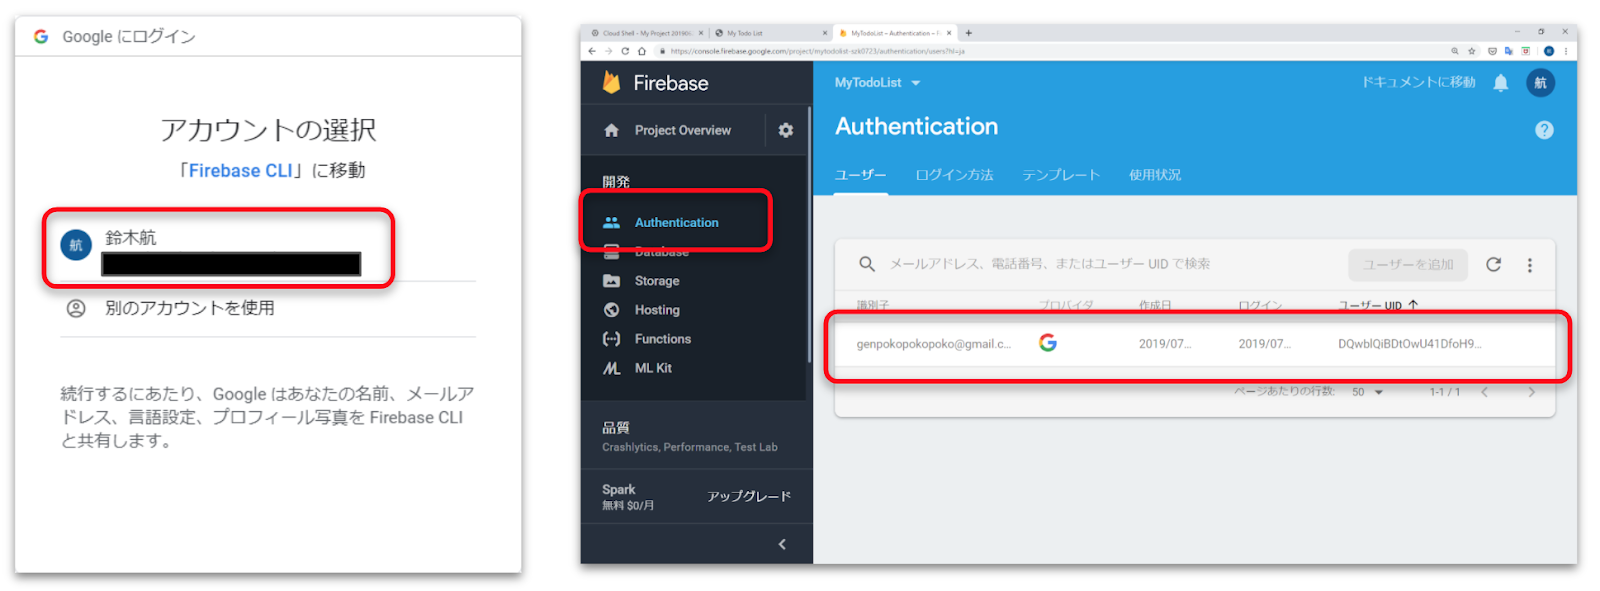 Google にログイン
アカウントの選択
「Firebase CLI」に移動
航
鈴木航
別のアカウントを使用
続行するにあたり、Google はあなたの名前、メールア
ドレス、言語設定、プロフィール写真を Firebase CLI
と共有します。
Cloud Shell - My Project 2019
My Todo List
MyTodoList – Authentication – F
https://console.firebase.google.com/project/mytodolist-szk0723/authentication/users?hl=ja
Firebase
MyTodoList
ドキュメントに移動
航
Project Overview
Authentication
ユーザー
ログイン方法
テンプレート
使用状況
開発
Authentication
Database
Storage
Hosting
Functions
ML Kit
品質
Crashlytics, Performance, Test Lab
Spark
無料 $0/月
アップグレード
メールアドレス、電話番号、またはユーザー UID で検索
ユーザーを追加
識別子
プロバイダ
作成日
ログイン
ユーザー UID
genpokopokopoko@gmail.c...
2019/07...
2019/07...
DQwblQiBDtOwU41DfoH9...
ページあたりの行数:
50
1-1 / 1